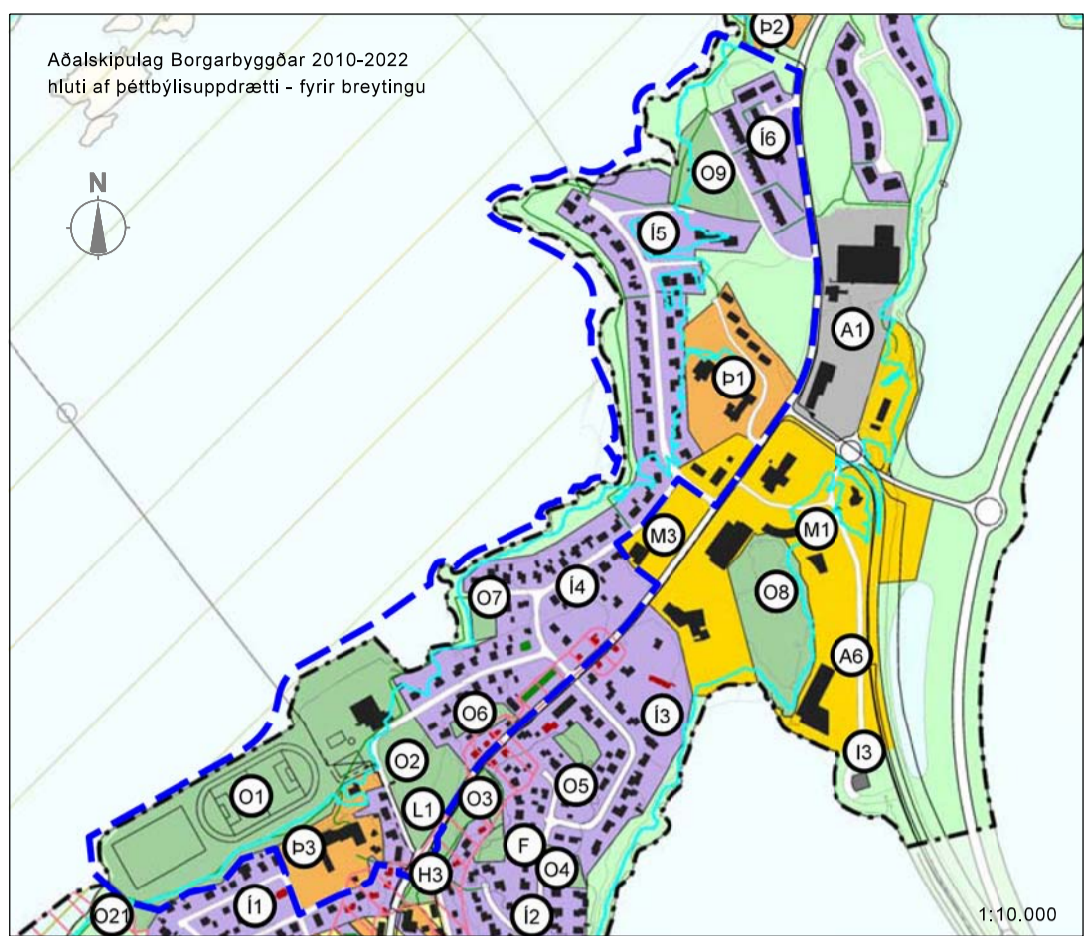 Aðalskipulag Borgarbyggðar 2010-2022
hluti af þéttbýlisuppdrætti - fyrir breytingu
N
Þ2
Í6
O9
Í5
A1
Þ1
M3
M1
O8
Í4
O7
A6
Í3
O6
I3
O2
O5
O1
O3
L1
Þ3
F
O4
H3
Í1
O21
Í2
1:10.000